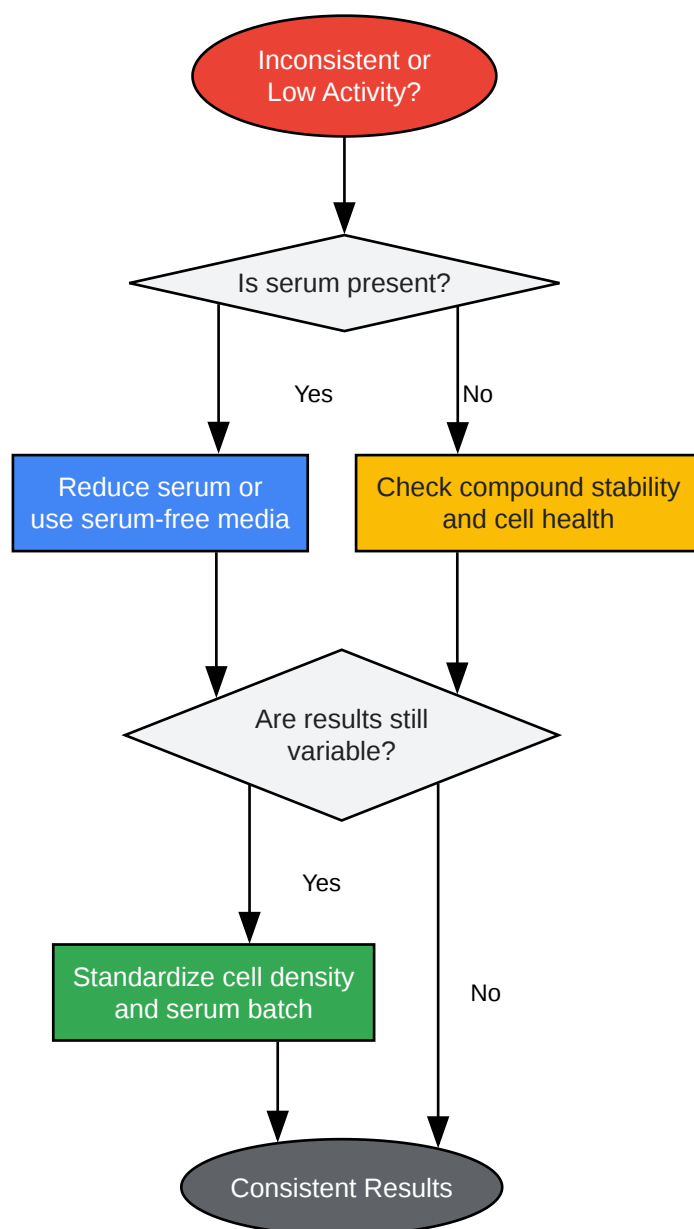 Inconsistent or
Low Activity?
Is serum present?
Yes
No
Reduce serum or
use serum-free media
Check compound stability
and cell health
Are results still
variable?
Yes
Standardize cell density
and serum batch
No
Consistent Results